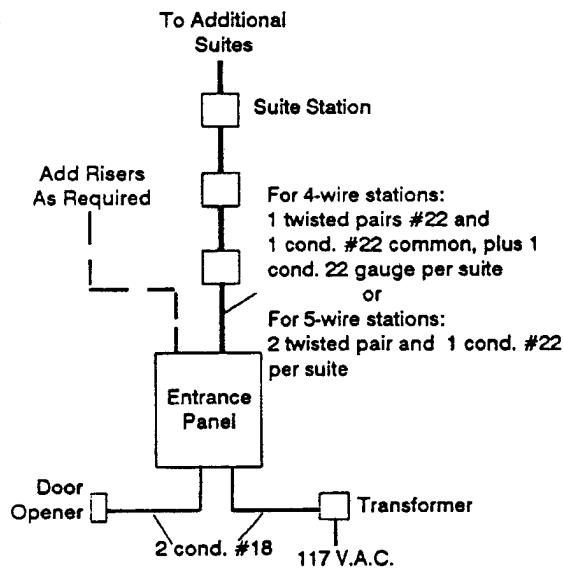 To Additional
Suites
Suite Station
Add Risers
As Required
For 4-wire stations:
1 twisted pairs #22 and
1 cond. #22 common, plus 1
cond. 22 gauge per suite
or
For 5-wire stations:
2 twisted pair and 1 cond. #22
per suite
Entrance
Panel
Door
Opener
Transformer
2 cond. #18
117 V.A.C.